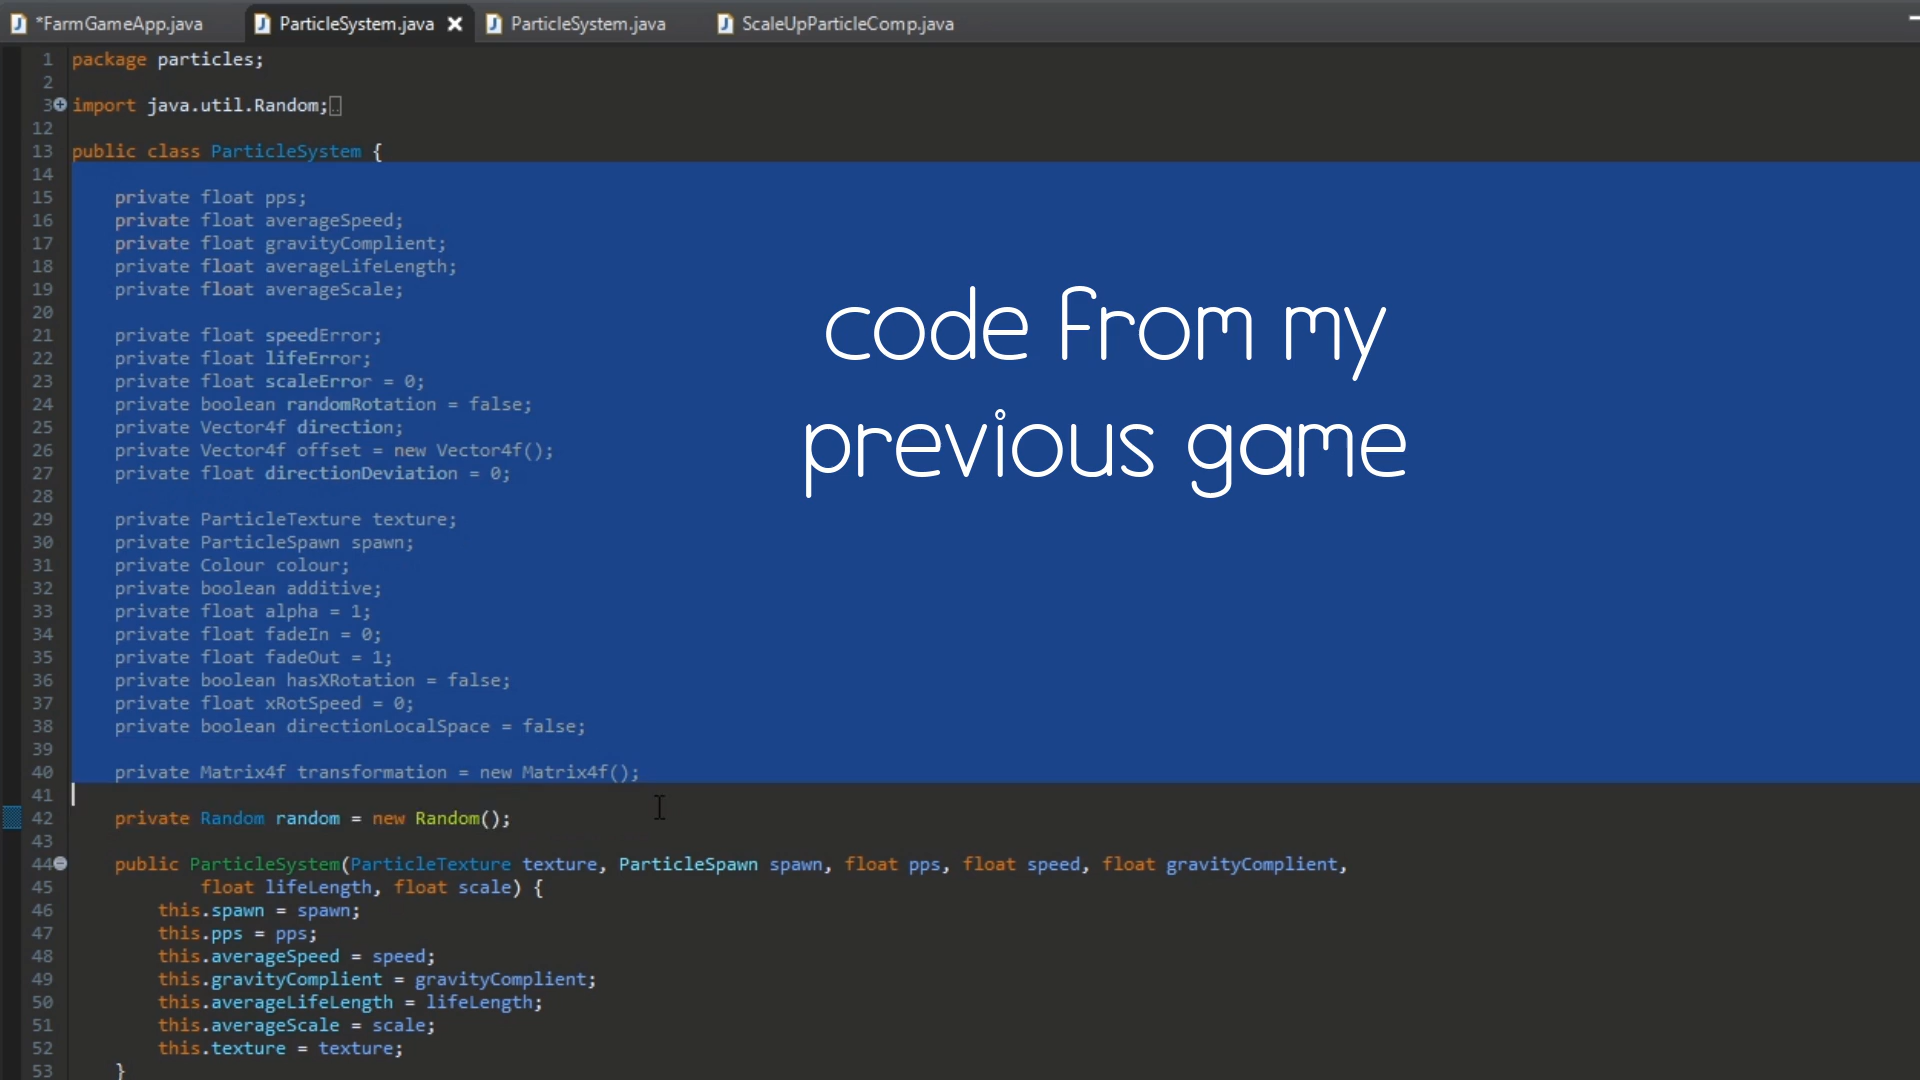 *FarmGameApp.java ParticleSystem.java ParticleSystem.java ScaleUpParticleComp.java
1 package particles;
2
3 import java.util.Random;
12
13 public class ParticleSystem {
14
15 private float pps;
16 private float averageSpeed;
17 private float gravityComplient;
18 private float averageLifeLength;
19 private float averageScale;
20
21 private float speedError;
22 private float lifeError;
23 private float scaleError = 0;
24 private boolean randomRotation = false;
25 private Vector4f direction;
26 private Vector4f offset = new Vector4f();
27 private float directionDeviation = 0;
28
29 private ParticleTexture texture;
30 private ParticleSpawn spawn;
31 private Colour colour;
32 private boolean additive;
33 private float alpha = 1;
34 private float fadeIn = 0;
35 private float fadeOut = 1;
36 private boolean hasXRotation = false;
37 private float xRotSpeed = 0;
38 private boolean directionLocalSpace = false;
39
40 private Matrix4f transformation = new Matrix4f();
41
42 private Random random = new Random();
43
44 public ParticleSystem(ParticleTexture texture, ParticleSpawn spawn, float pps, float speed, float gravityComplient,
45 float lifeLength, float scale) {
46 this.spawn = spawn;
47 this.pps = pps;
48 this.averageSpeed = speed;
49 this.gravityComplient = gravityComplient;
50 this.averageLifeLength = lifeLength;
51 this.averageScale = scale;
52 this.texture = texture;
53 }
code from my
previous game